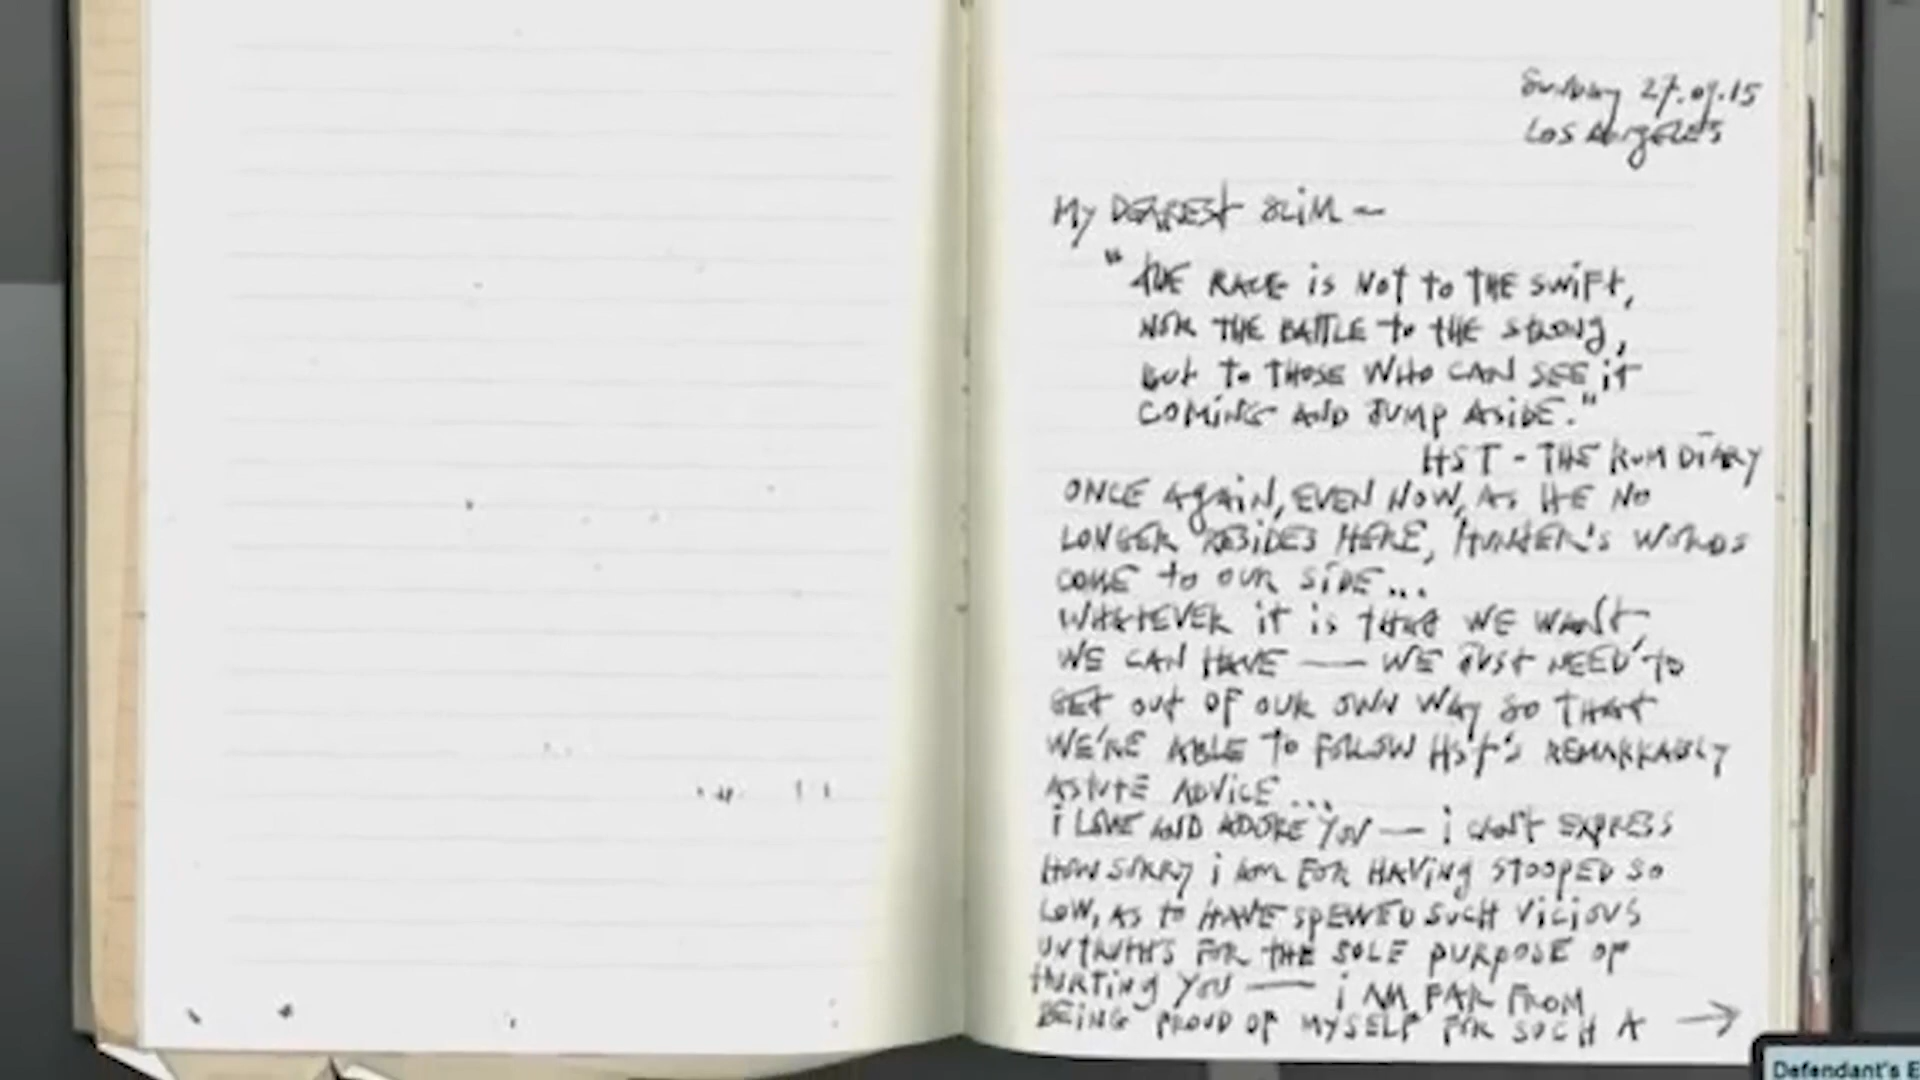 Sunday 27.09.15
Los Angeles
My DEAREST SLiM ~
"THE RACE is NOT to THE SWiFt,
NOR THE BATTLE to tHE Strong,
BUt To THOSE WHO CAN SEE it
COMiNG AND JUMP ASiDE."
HST - THE RUM DiARY
ONCE AgAiN, EVEN NOW, AS HE NO
LONGER RESiDES HERE, HUNTER'S WORDS
COME to OUR SiDE...
WHATEVER it is tHAt WE WANt,
WE CAN HAVE — WE JUSt NEED to
GEt OUt OF OUR OWN WAy SO THAt
WE'RE ABLE To FOLLOW HST'S REMARKABLY
ASTUTE ADViCE...
i LOVE AND ADORE YOU — i CAN'T EXPRESS
HOW SORRY i AM FOR HAViNg STOOPED SO
LOW, AS to HAVE SPEWED SUCH ViCiOUS
UNTRUTHS FOR tHE SOLE PURPOSE OF
HURTiNg YOU — i AM FAR FROM
BEiNG PROUD OF MYSELF FOR SUCH A →
Defendant's E